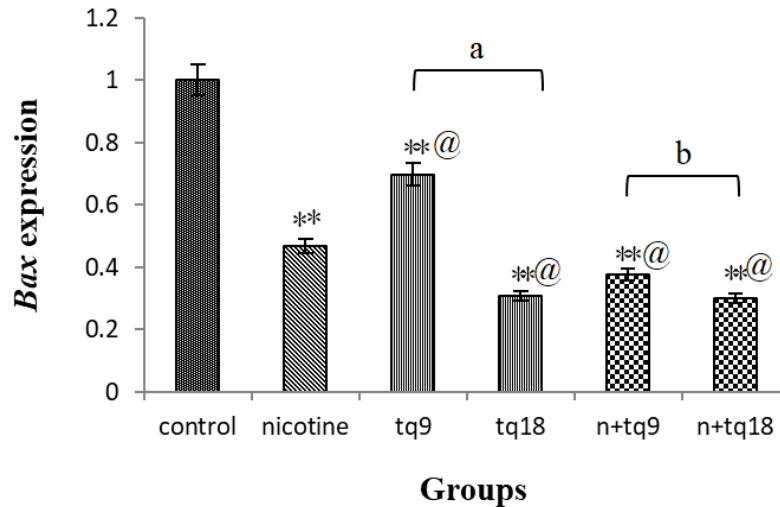 1.2
1
0.8
0.6
0.4
0.2
0
Bax expression
a
b
**
**@
**@
**@
**@
control nicotine tq9 tq18 n+tq9 n+tq18
Groups